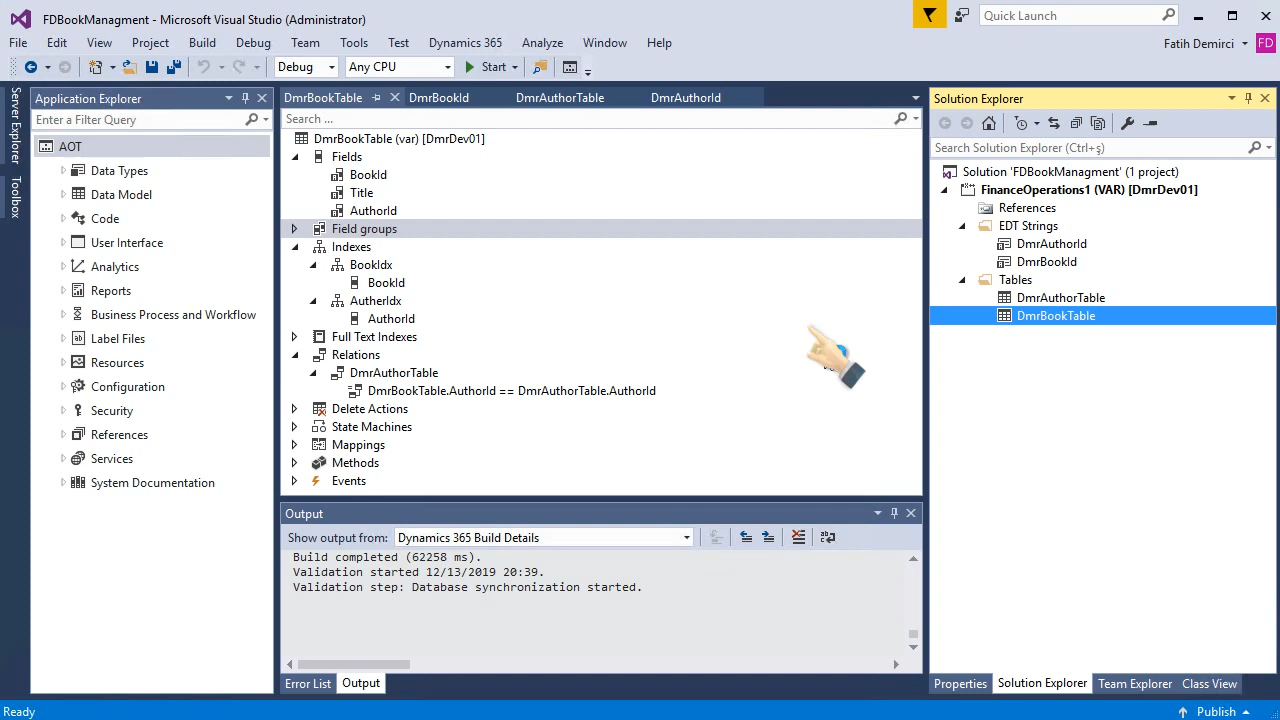 FDBookManagment - Microsoft Visual Studio (Administrator)
Quick Launch
File Edit View Project Build Debug Team Tools Test Dynamics 365 Analyze Window Help
Fatih Demirci FD
Debug Any CPU Start
Server Explorer
Toolbox
Application Explorer
Enter a Filter Query
AOT
Data Types
Data Model
Code
User Interface
Analytics
Reports
Business Process and Workflow
Label Files
Resources
Configuration
Security
References
Services
System Documentation
DmrBookTable DmrBookId DmrAuthorTable DmrAuthorId
Search ...
DmrBookTable (var) [DmrDev01]
Fields
BookId
Title
AuthorId
Field groups
Indexes
BookIdx
BookId
AutherIdx
AuthorId
Full Text Indexes
Relations
DmrAuthorTable
DmrBookTable.AuthorId == DmrAuthorTable.AuthorId
Delete Actions
State Machines
Mappings
Methods
Events
Output
Show output from: Dynamics 365 Build Details
Build completed (62258 ms).
Validation started 12/13/2019 20:39.
Validation step: Database synchronization started.
Error List Output
Solution Explorer
Search Solution Explorer (Ctrl+ş)
Solution 'FDBookManagment' (1 project)
FinanceOperations1 (VAR) [DmrDev01]
References
EDT Strings
DmrAuthorId
DmrBookId
Tables
DmrAuthorTable
DmrBookTable
Properties Solution Explorer Team Explorer Class View
Ready
Publish